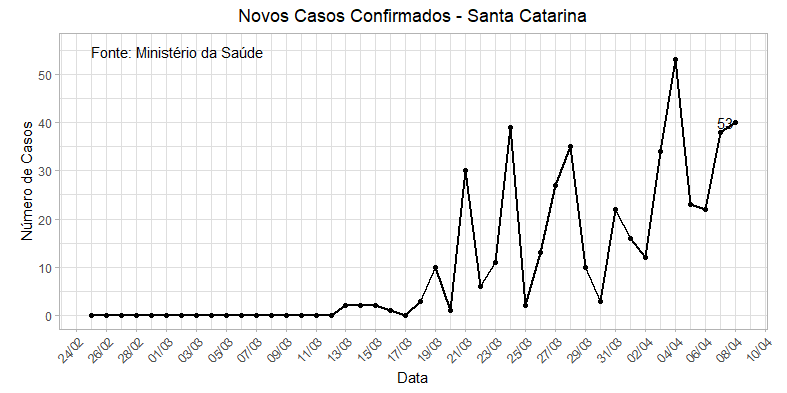 Novos Casos Confirmados - Santa Catarina
Fonte: Ministério da Saúde
Número de Casos
50
40
30
20
10
0
53
24/02 26/02 28/02 01/03 03/03 05/03 07/03 09/03 11/03 13/03 15/03 17/03 19/03 21/03 23/03 25/03 27/03 29/03 31/03 02/04 04/04 06/04 08/04 10/04
Data